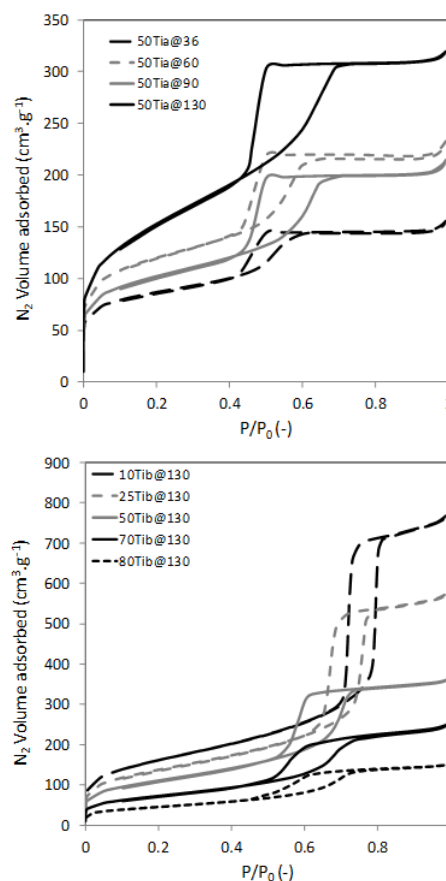 350
300
250
200
150
100
50
0
N₂ Volume adsorbed (cm³.g⁻¹)
50Tia@36
50Tia@60
50Tia@90
50Tia@130
0
0.2
0.4
0.6
0.8
P/P₀ (-)
900
800
700
600
500
400
300
200
100
0
N₂ Volume adsorbed (cm³.g⁻¹)
10Tib@130
25Tib@130
50Tib@130
70Tib@130
80Tib@130
0
0.2
0.4
0.6
0.8
P/P₀ (-)